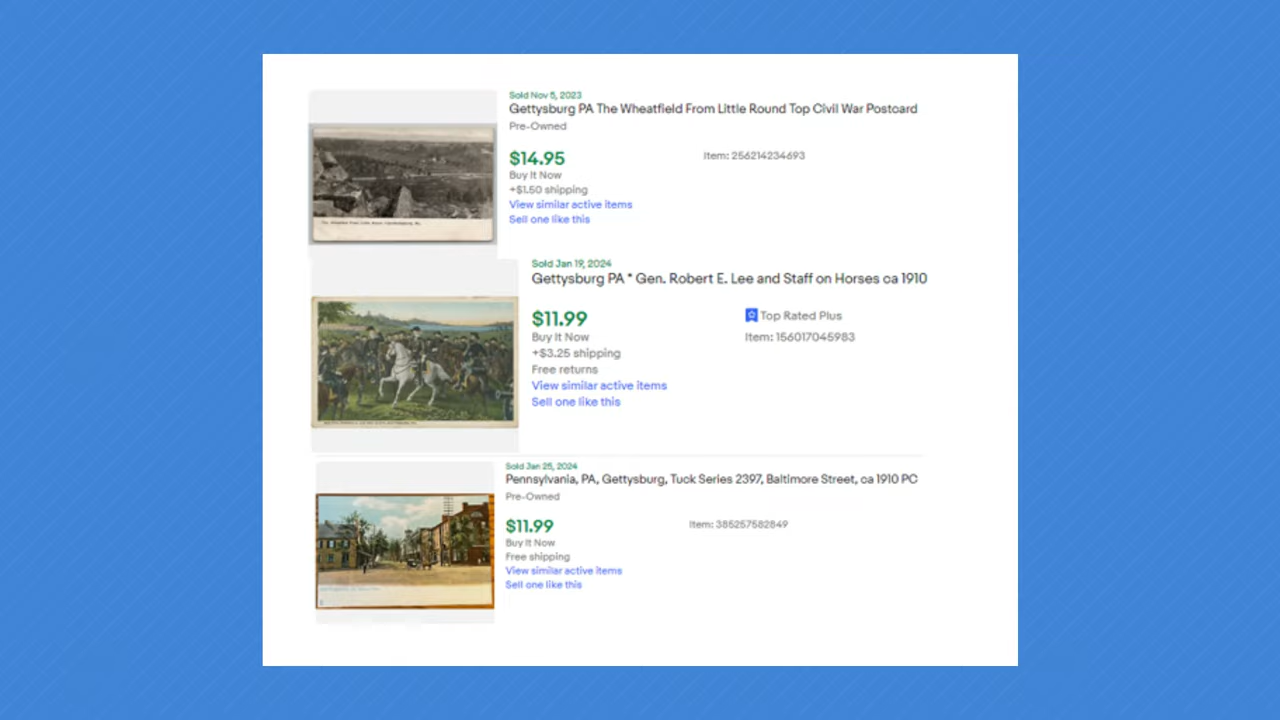 Sold Nov 5, 2023
Gettysburg PA The Wheatfield From Little Round Top Civil War Postcard
Pre-Owned
$14.95
Item: 256214234693
Buy It Now
+$1.50 shipping
View similar active items
Sell one like this
Sold Jan 19, 2024
Gettysburg PA * Gen. Robert E. Lee and Staff on Horses ca 1910
$11.99
Top Rated Plus
Buy It Now
Item: 156017045983
+$3.25 shipping
Free returns
View similar active items
Sell one like this
Sold Jan 25, 2024
Pennsylvania, PA, Gettysburg, Tuck Series 2397, Baltimore Street, ca 1910 PC
Pre-Owned
$11.99
Item: 385257582849
Buy It Now
Free shipping
View similar active items
Sell one like this